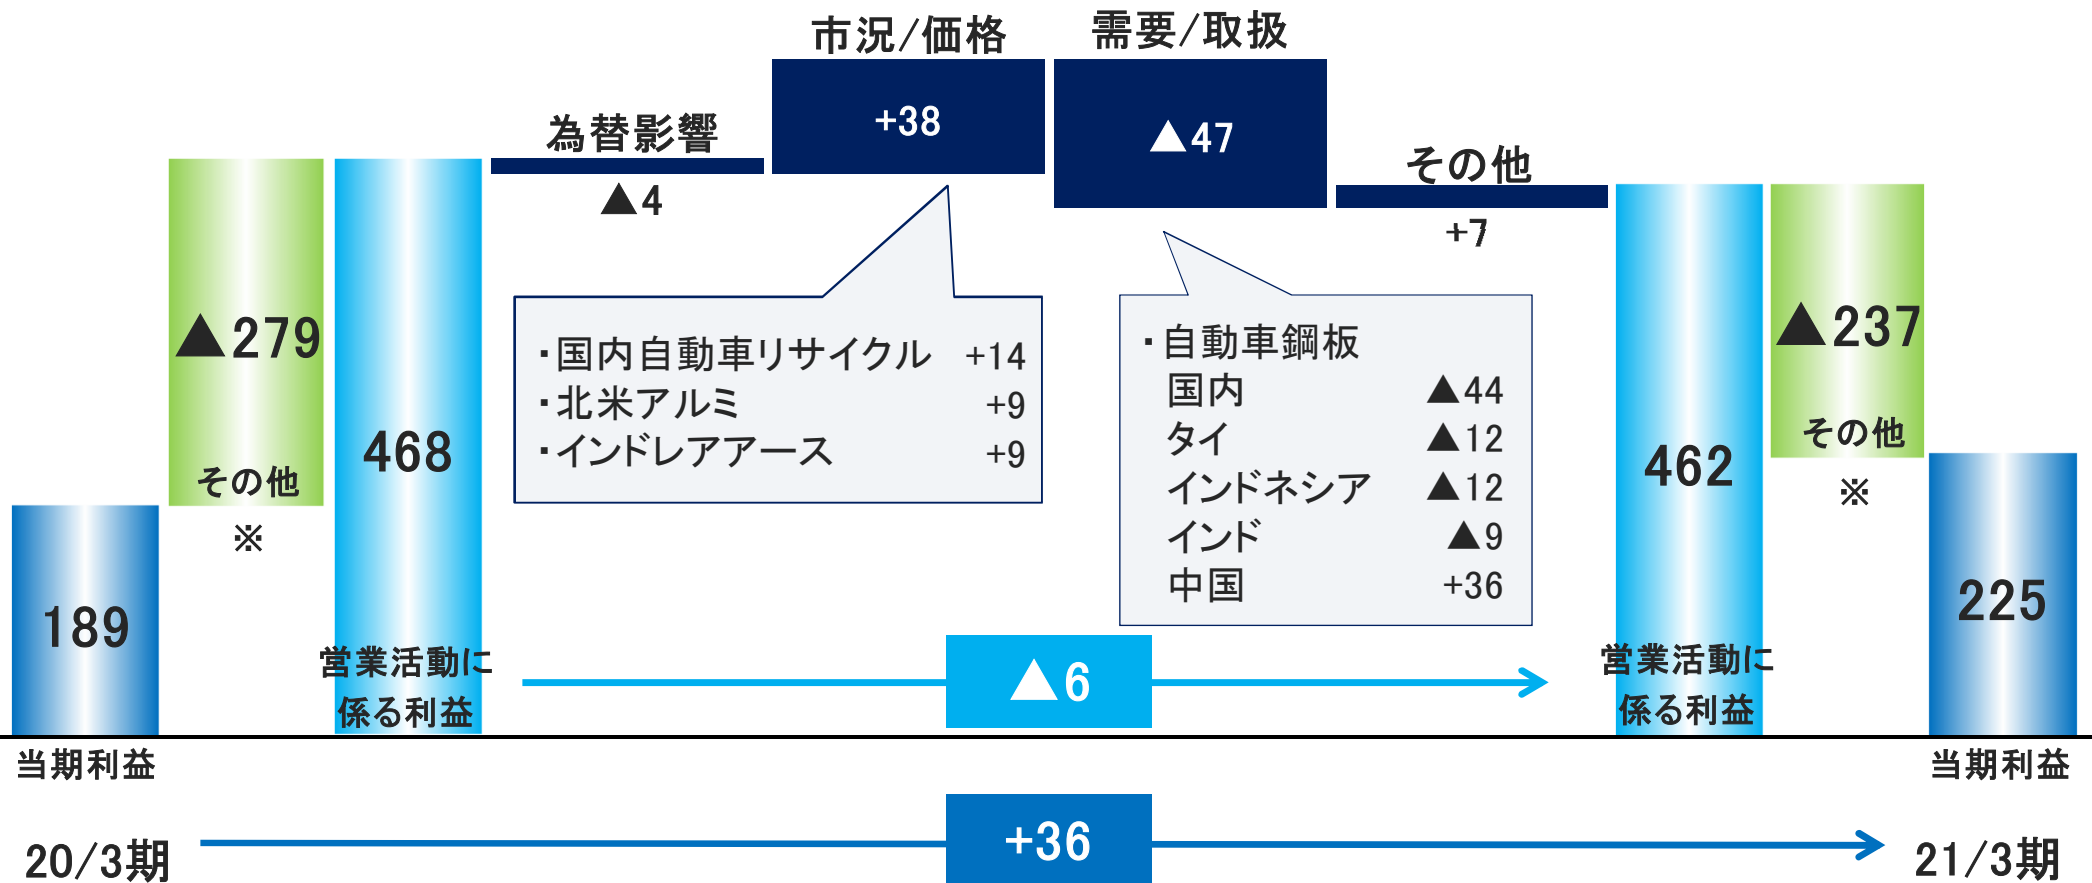 市況/価格
+38
需要/取扱
▲47
為替影響
▲4
その他
+7
▲279
その他
※
468
営業活動に
係る利益
189
当期利益
・国内自動車リサイクル +14
・北米アルミ +9
・インドレアアース +9
・自動車鋼板
国内 ▲44
タイ ▲12
インドネシア ▲12
インド ▲9
中国 +36
▲6
462
営業活動に
係る利益
▲237
その他
※
225
当期利益
20/3期
+36
21/3期